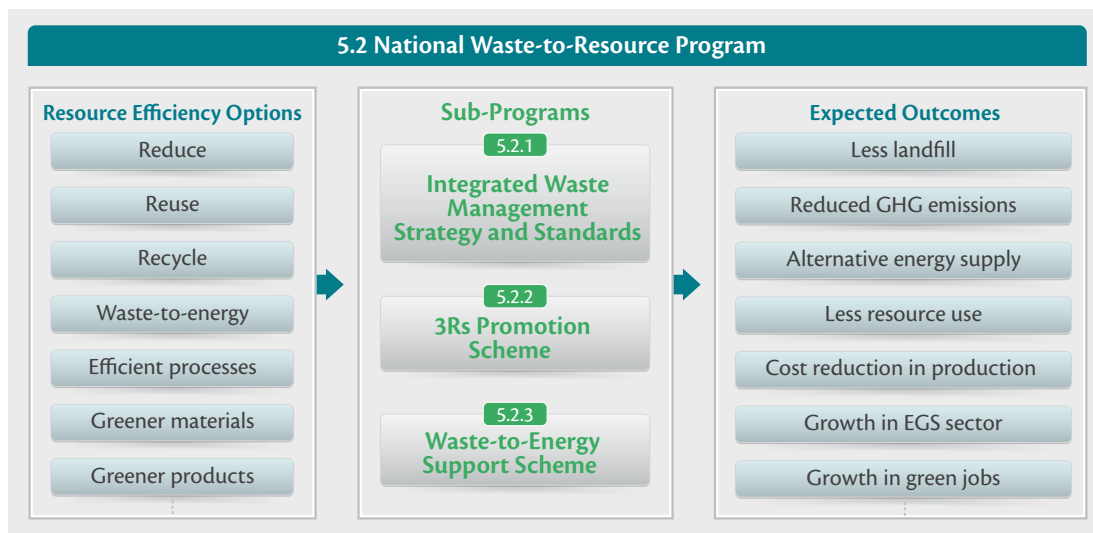 5.2 National Waste-to-Resource Program
Resource Efficiency Options
Reduce
Reuse
Recycle
Waste-to-energy
Efficient processes
Greener materials
Greener products
Sub-Programs
5.2.1
Integrated Waste
Management
Strategy and Standards
5.2.2
3Rs Promotion
Scheme
5.2.3
Waste-to-Energy
Support Scheme
Expected Outcomes
Less landfill
Reduced GHG emissions
Alternative energy supply
Less resource use
Cost reduction in production
Growth in EGS sector
Growth in green jobs